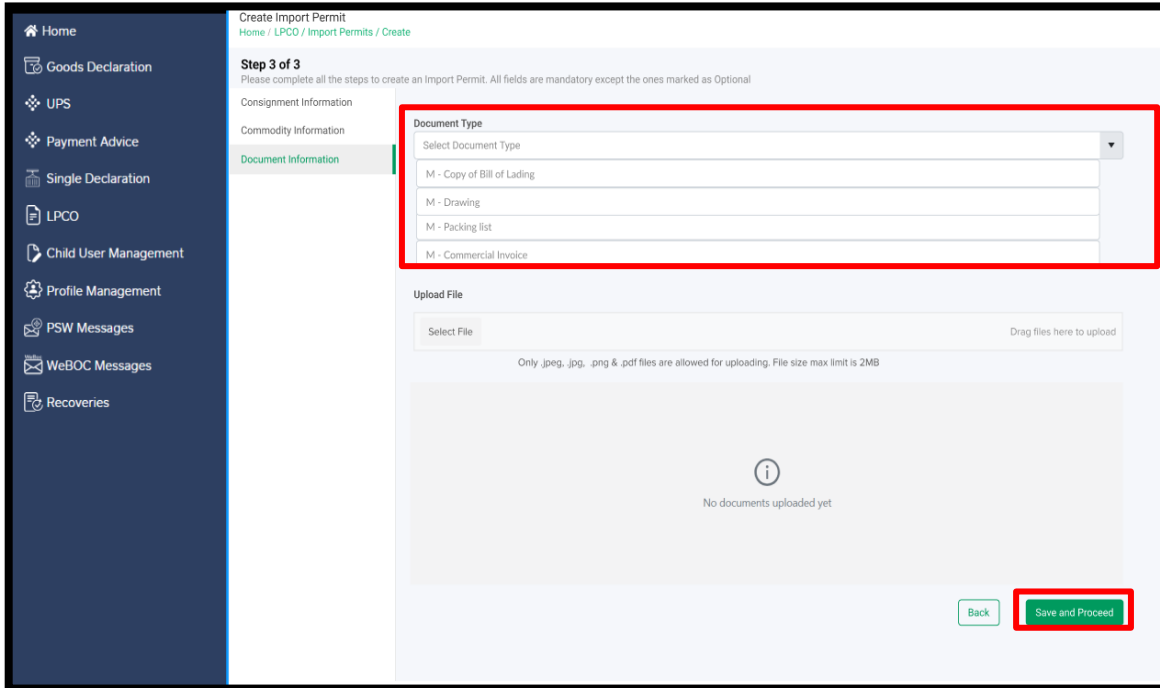 Home
Goods Declaration
UPS
Payment Advice
Single Declaration
LPCO
Child User Management
Profile Management
PSW Messages
WeBOC Messages
Recoveries
Create Import Permit
Home / LPCO / Import Permits / Create
Step 3 of 3
Please complete all the steps to create an Import Permit. All fields are mandatory except the ones marked as Optional
Consignment Information
Commodity Information
Document Information
Document Type
Select Document Type
M - Copy of Bill of Lading
M - Drawing
M - Packing list
M - Commercial Invoice
Upload File
Select File
Drag files here to upload
Only .jpeg, .jpg, .png & .pdf files are allowed for uploading. File size max limit is 2MB
No documents uploaded yet
Back
Save and Proceed